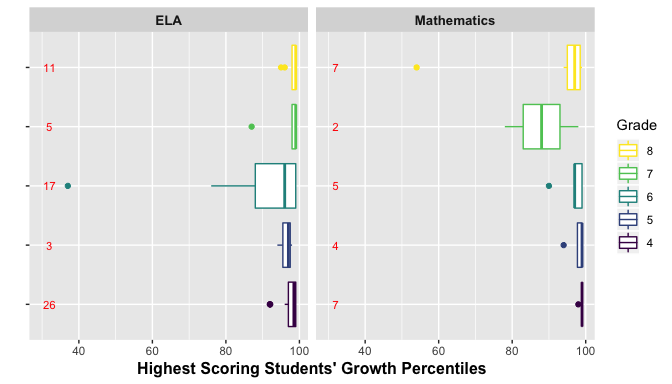 ELA Mathematics
11 7
5 2
17 5
3 4
26 7
40 60 80 100 40 60 80 100
Highest Scoring Students' Growth Percentiles
Grade
8
7
6
5
4